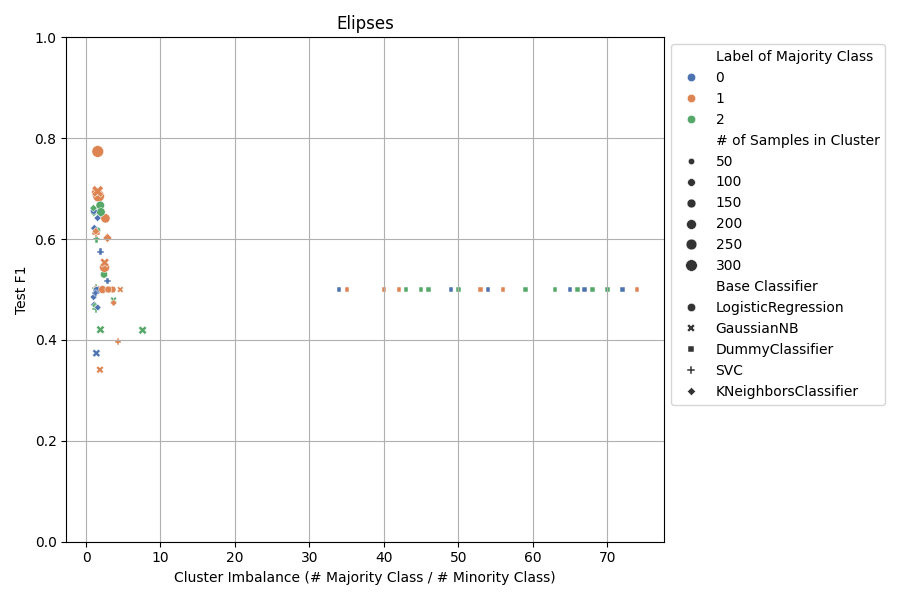 Elipses
1.0
0.8
0.6
0.4
0.2
0.0
Test F1
0 10 20 30 40 50 60 70
Cluster Imbalance (# Majority Class / # Minority Class)
Label of Majority Class
0
1
2
# of Samples in Cluster
50
100
150
200
250
300
Base Classifier
LogisticRegression
GaussianNB
DummyClassifier
SVC
KNeighborsClassifier